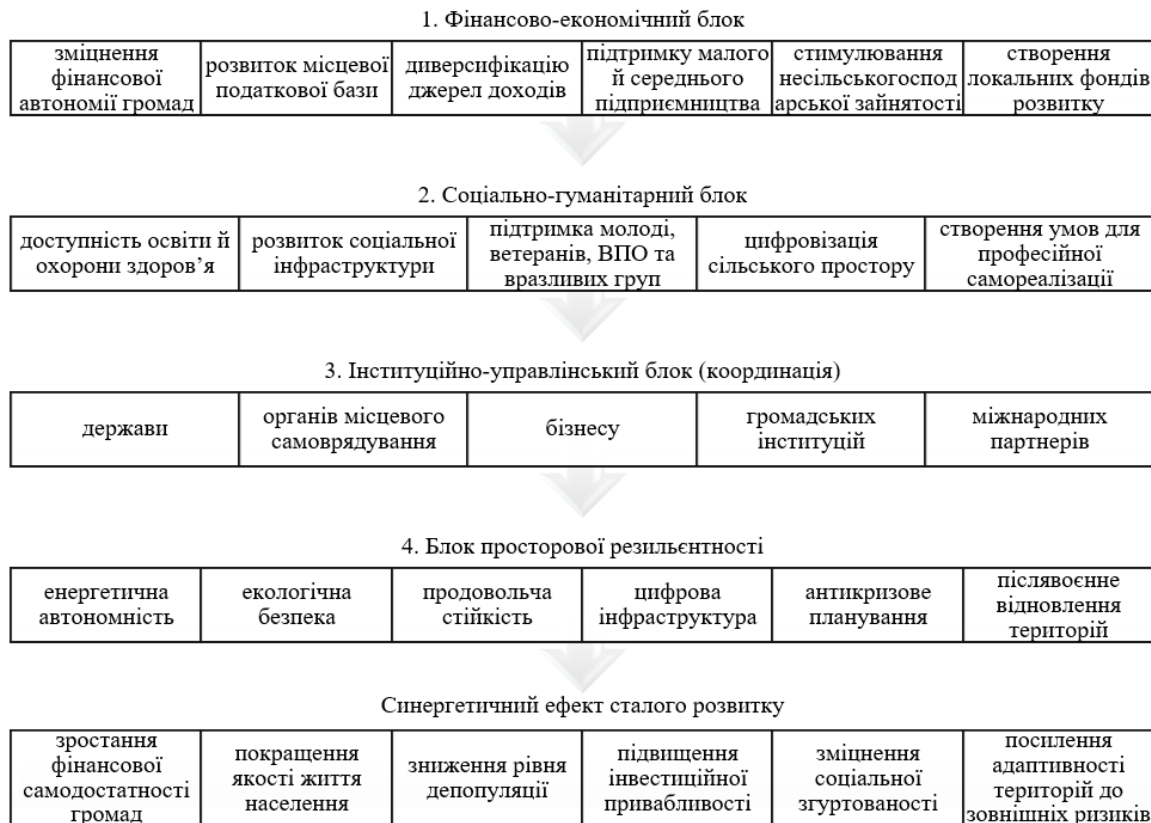 1. Фінансово-економічний блок
зміцнення
фінансової
автономії громад
розвиток місцевої
податкової бази
диверсифікацію
джерел доходів
підтримку малого
й середнього
підприємництва
стимулювання
несільськогоспод
арської зайнятості
створення
локальних фондів
розвитку
2. Соціально-гуманітарний блок
доступність освіти й
охорони здоров’я
розвиток соціальної
інфраструктури
підтримка молоді,
ветеранів, ВПО та
вразливих груп
цифровізація
сільського простору
створення умов для
професійної
самореалізації
3. Інституційно-управлінський блок (координація)
держави
органів місцевого
самоврядування
бізнесу
громадських
інституцій
міжнародних
партнерів
4. Блок просторової резильєнтності
енергетична
автономність
екологічна
безпека
продовольча
стійкість
цифрова
інфраструктура
антикризове
планування
післявоєнне
відновлення
територій
Синергетичний ефект сталого розвитку
зростання
фінансової
самодостатності
громад
покращення
якості життя
населення
зниження рівня
депопуляції
підвищення
інвестиційної
привабливості
зміцнення
соціальної
згуртованості
посилення
адаптивності
територій до
зовнішніх ризиків